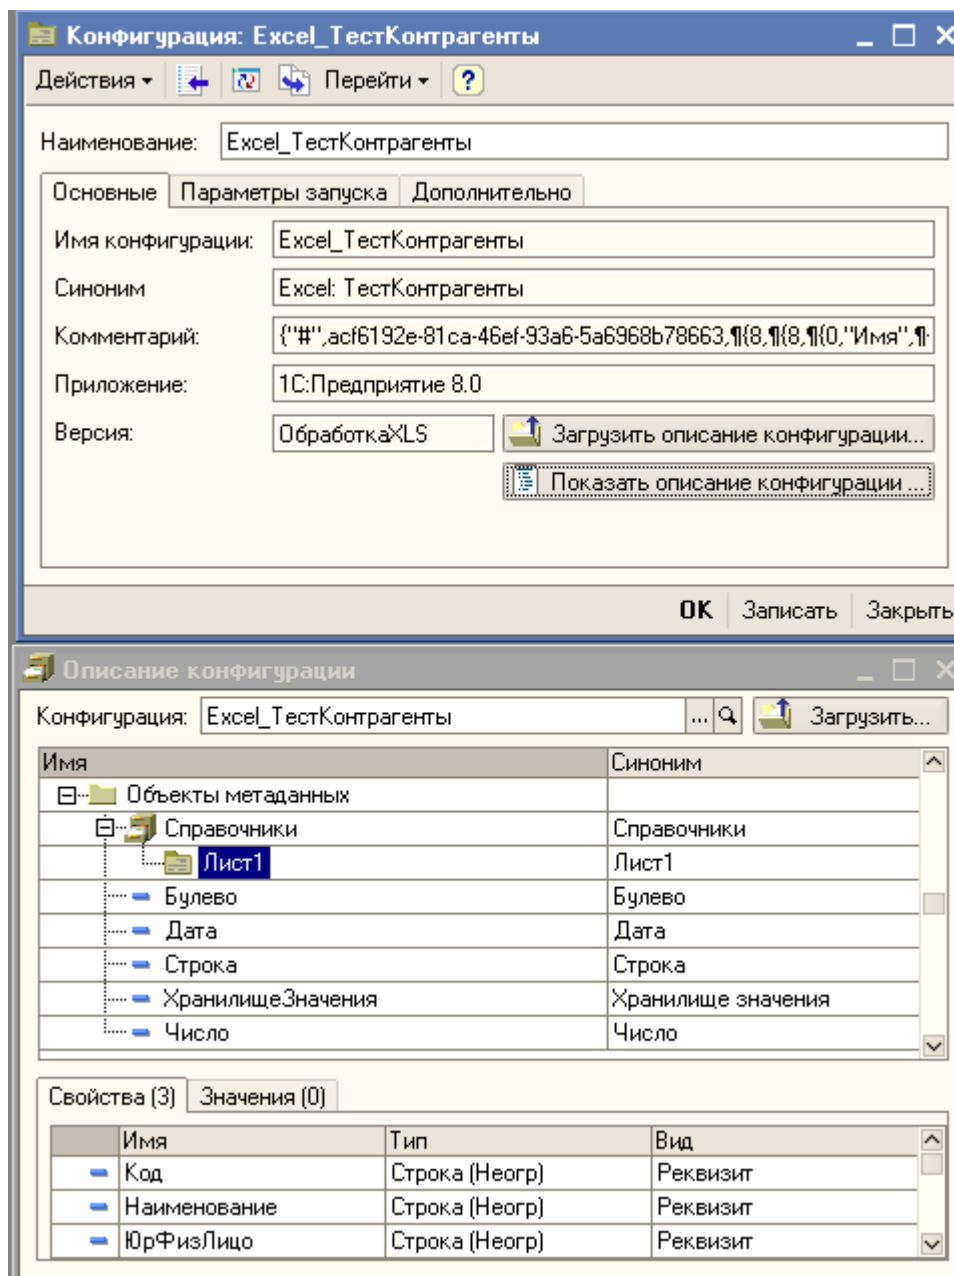 Конфигурация: Excel_ТестКонтрагенты
Действия Перейти ?
Наименование: Excel_ТестКонтрагенты
Основные Параметры запуска Дополнительно
Имя конфигурации: Excel_ТестКонтрагенты
Синоним Excel: ТестКонтрагенты
Комментарий: {"#",acf6192e-81ca-46ef-93a6-5a6968b78663,¶{8,¶{8,¶{0,"Имя",¶
Приложение: 1С:Предприятие 8.0
Версия: ОбработкаXLS Загрузить описание конфигурации...
Показать описание конфигурации ...
OK Записать Закрыть
Описание конфигурации
Конфигурация: Excel_ТестКонтрагенты ... Загрузить...
Имя Синоним
Объекты метаданных
Справочники Справочники
Лист1 Лист1
Булево Булево
Дата Дата
Строка Строка
ХранилищеЗначения Хранилище значения
Число Число
Свойства (3) Значения (0)
Имя Тип Вид
Код Строка (Неогр) Реквизит
Наименование Строка (Неогр) Реквизит
ЮрФизЛицо Строка (Неогр) Реквизит